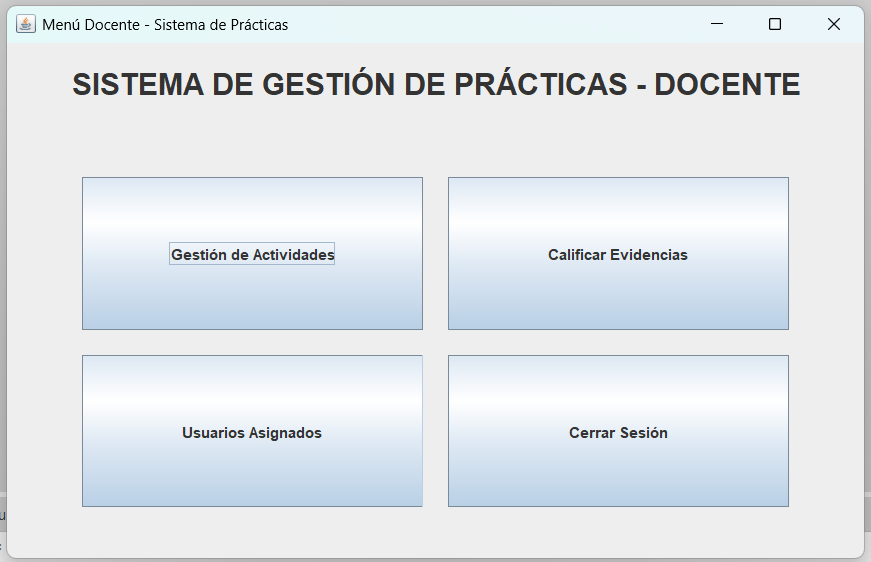 Menú Docente - Sistema de Prácticas
SISTEMA DE GESTIÓN DE PRÁCTICAS - DOCENTE
Gestión de Actividades
Calificar Evidencias
Usuarios Asignados
Cerrar Sesión